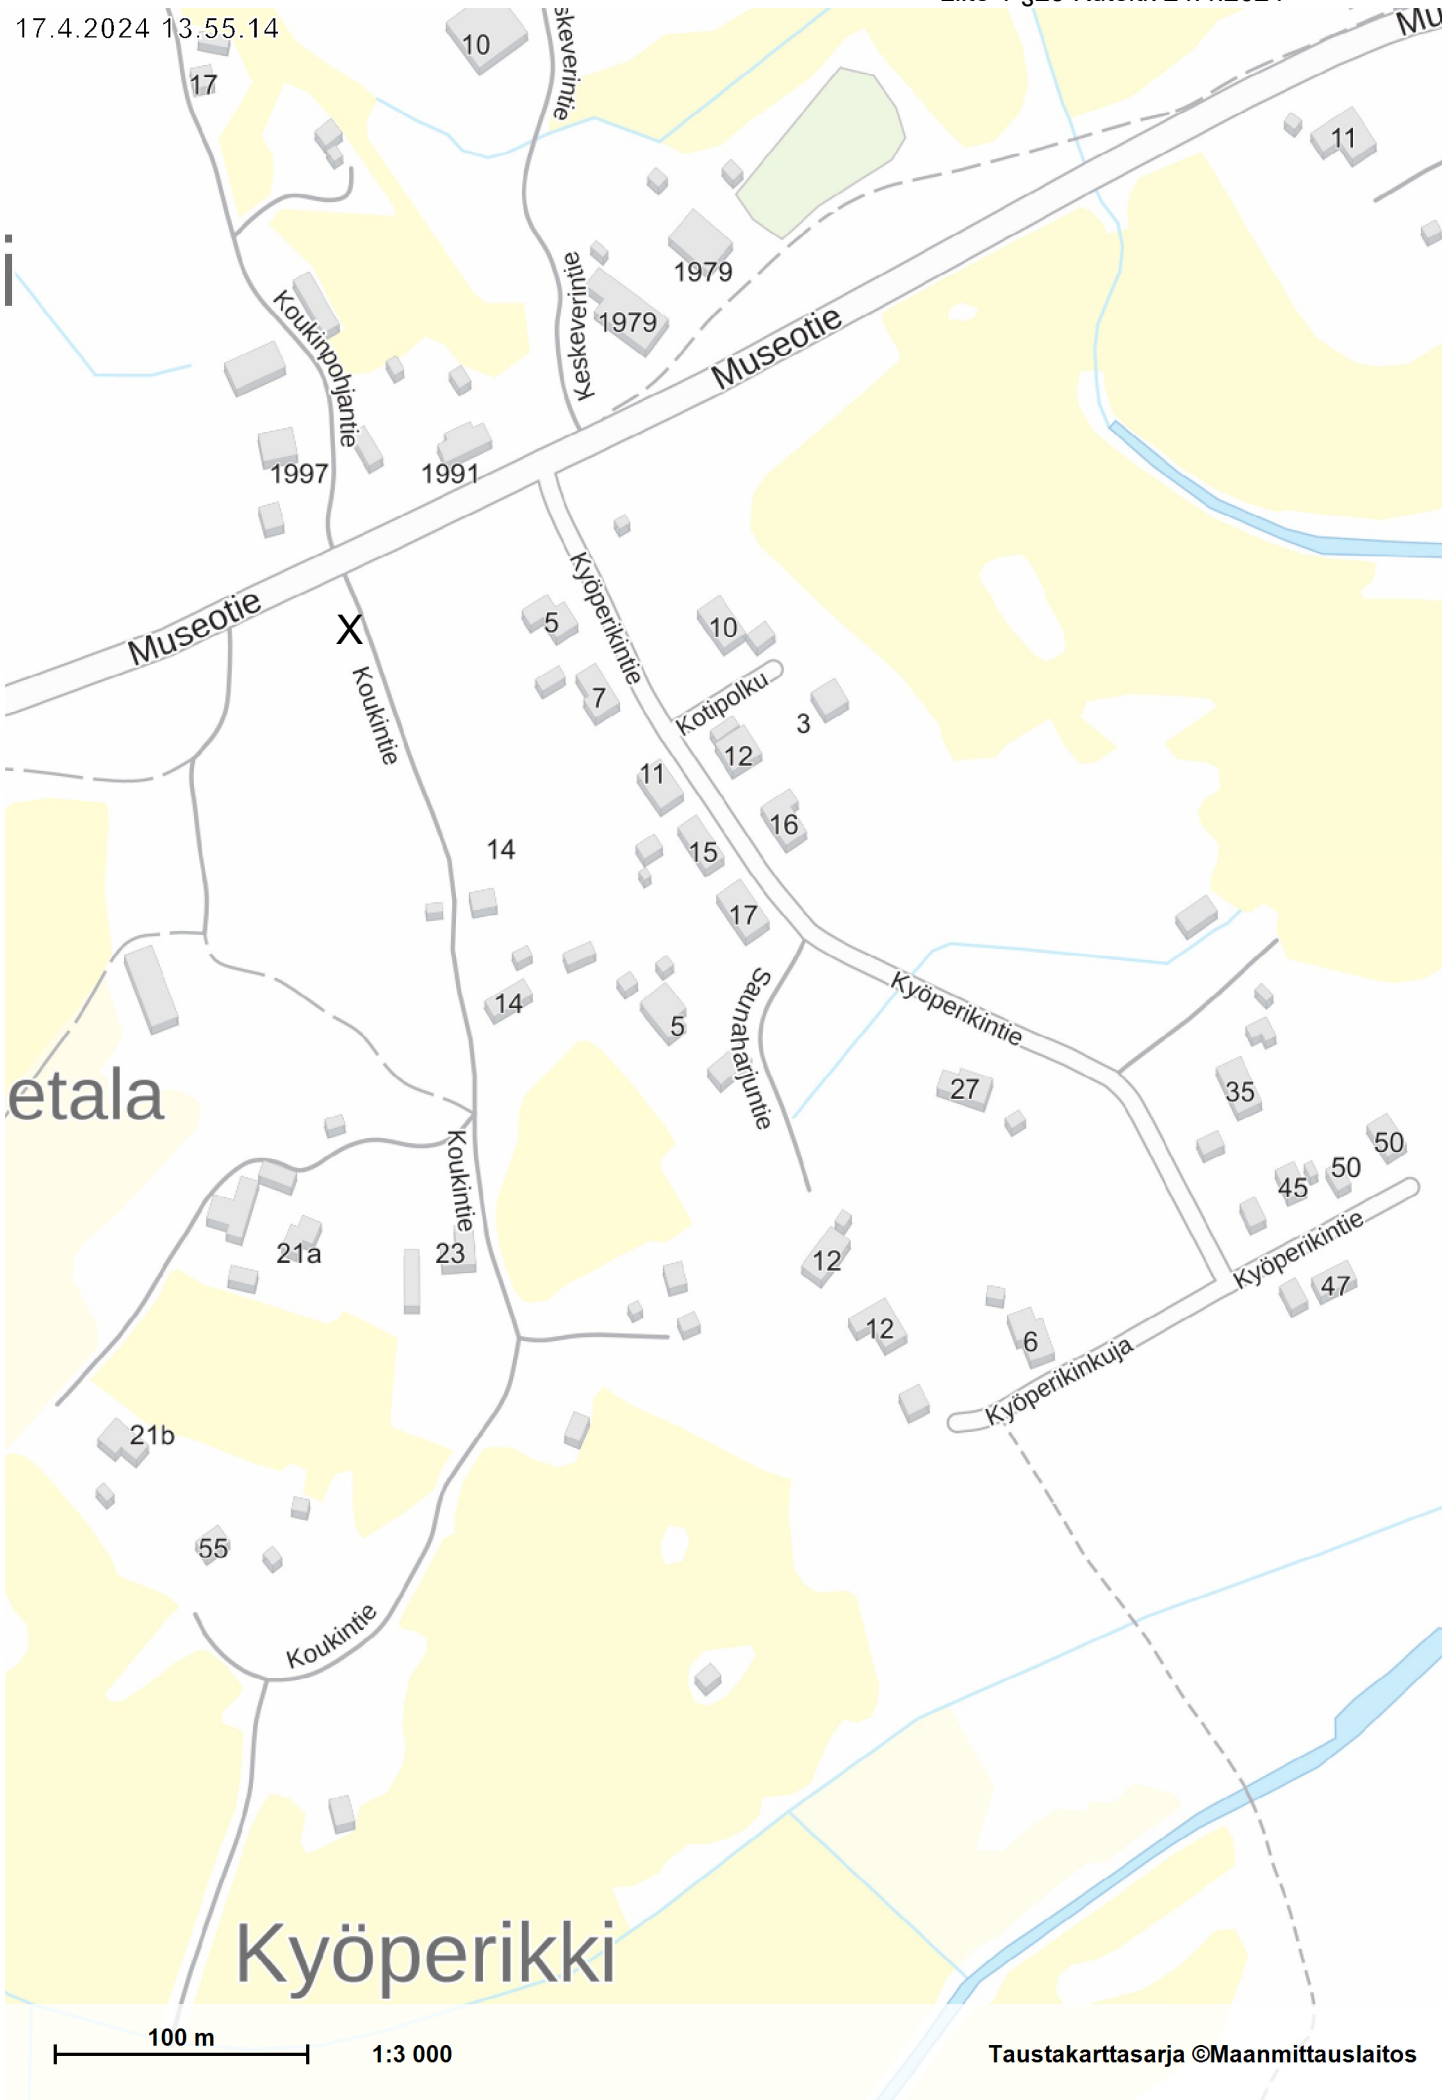 17.4.2024 13.55.14
10
skeverintie
Mu
17
11
1979
Keskeverintie
1979
Koukinpohjantie
Museotie
1997
1991
Museotie
X
Kyöperikintie
5
10
Koukintie
7
Kotipolku
3
12
11
16
14
15
17
Saunaharjuntie
Kyöperikintie
14
5
etala
27
35
Koukintie
50
50
45
21a
23
12
Kyöperikintie
47
12
6
Kyöperikinkuja
21b
55
Koukintie
Kyöperikki
100 m
1:3 000
Taustakarttasarja ©Maanmittauslaitos